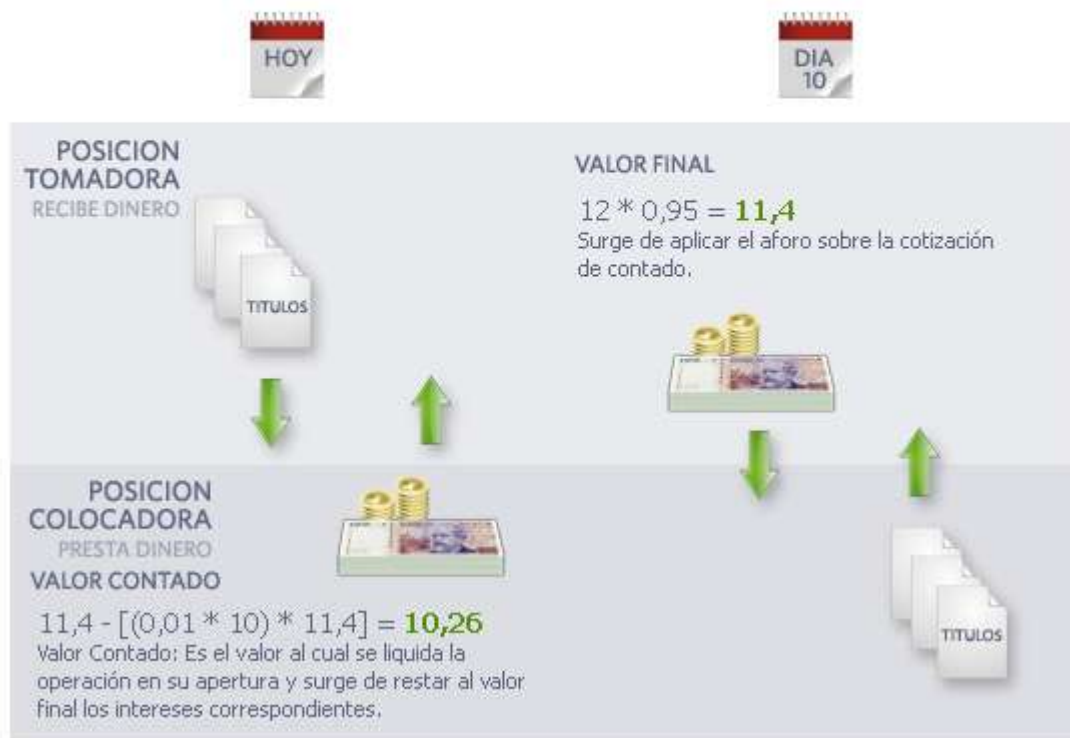 HOY
DIA
10
POSICION
TOMADORA
RECIBE DINERO
TITULOS
VALOR FINAL
12 * 0,95 = 11,4
Surge de aplicar el aforo sobre la cotización
de contado.
POSICION
COLOCADORA
PRESTA DINERO
VALOR CONTADO
11,4 - [(0,01 * 10) * 11,4] = 10,26
Valor Contado: Es el valor al cual se liquida la
operación en su apertura y surge de restar al valor
final los intereses correspondientes.
TITULOS